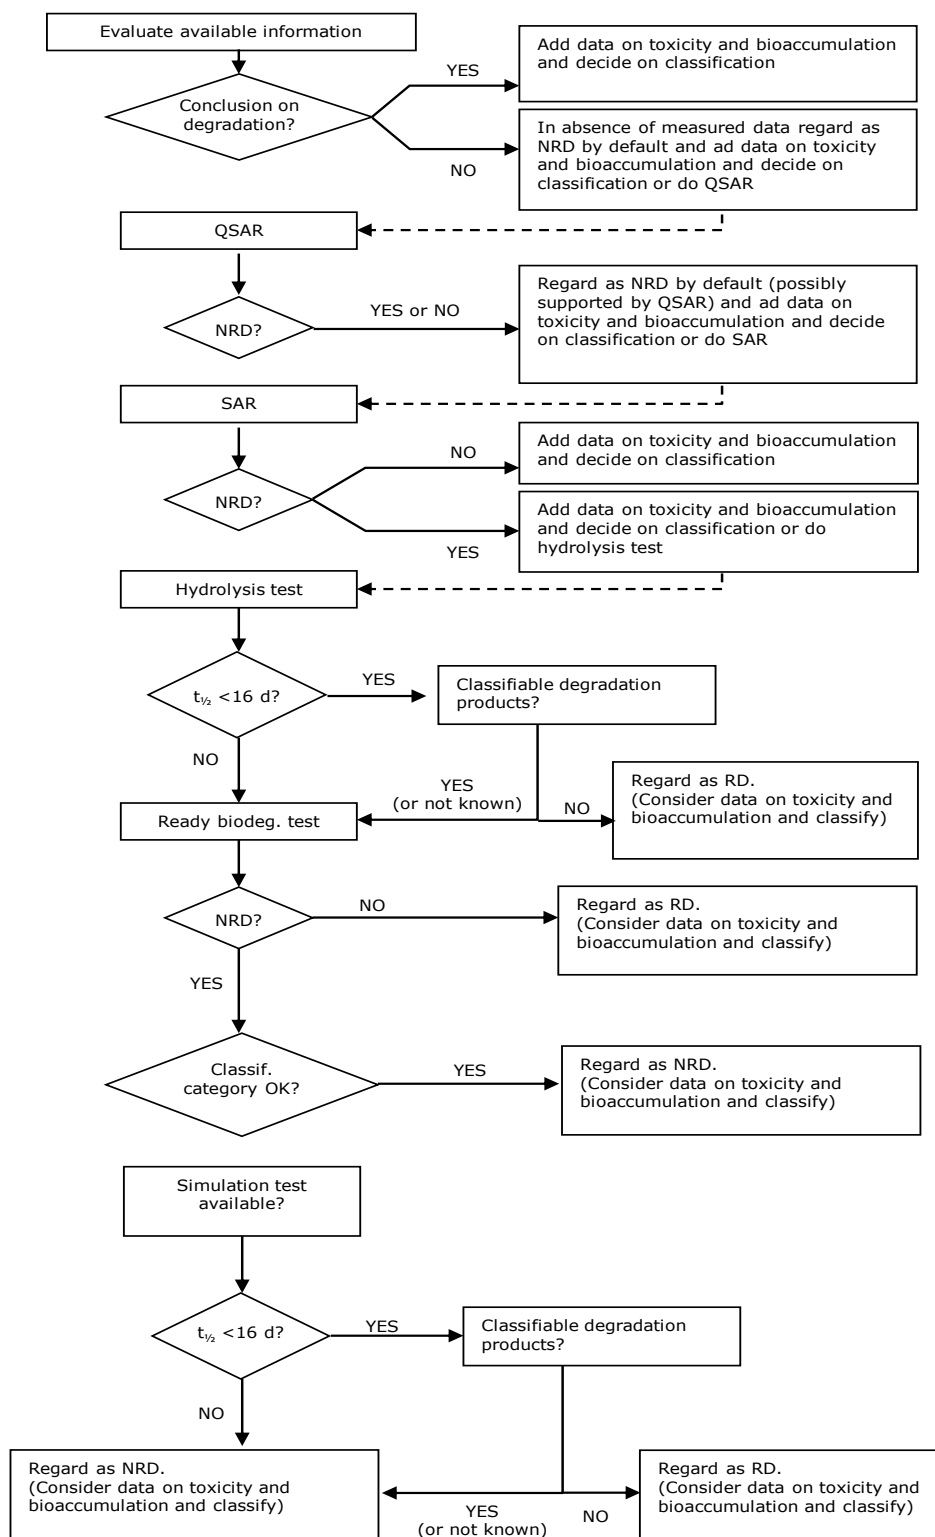 Evaluate available information
Conclusion on
degradation?
YES
Add data on toxicity and bioaccumulation
and decide on classification
NO
In absence of measured data regard as
NRD by default and ad data on toxicity
and bioaccumulation and decide on
classification or do QSAR
QSAR
NRD?
YES or NO
Regard as NRD by default (possibly
supported by QSAR) and ad data on
toxicity and bioaccumulation and decide
on classification or do SAR
SAR
NRD?
NO
Add data on toxicity and bioaccumulation
and decide on classification
YES
Add data on toxicity and bioaccumulation
and decide on classification or do
hydrolysis test
Hydrolysis test
t½ <16 d?
YES
Classifiable degradation
products?
NO
YES
(or not known)
NO
Regard as RD.
(Consider data on toxicity and
bioaccumulation and classify)
Ready biodeg. test
NRD?
NO
Regard as RD.
(Consider data on toxicity and
bioaccumulation and classify)
YES
Classif.
category OK?
YES
Regard as NRD.
(Consider data on toxicity and
bioaccumulation and classify)
Simulation test
available?
t½ <16 d?
YES
Classifiable degradation
products?
NO
Regard as NRD.
(Consider data on toxicity and
bioaccumulation and classify)
YES
(or not known)
NO
Regard as RD.
(Consider data on toxicity and
bioaccumulation and classify)